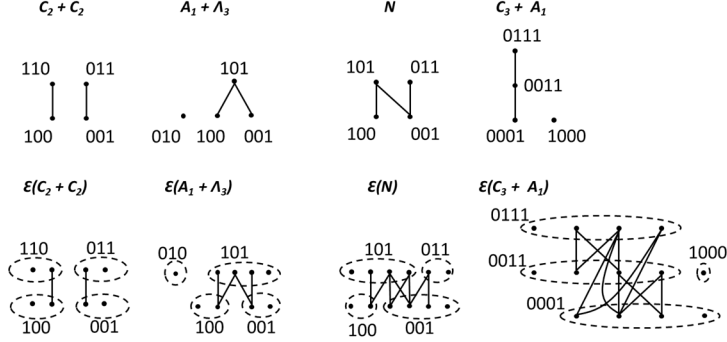 C₂ + C₂ A₁ + Λ₃ N C₃ + A₁
0111
110 011 101 101 011
0011
100 001 010 100 001 100 001 0001 1000
Ɛ(C₂ + C₂) Ɛ(A₁ + Λ₃) Ɛ(N) Ɛ(C₃ + A₁)
0111
110 011 010 101 101 011 0011 1000
0001
100 001 100 001 100 001